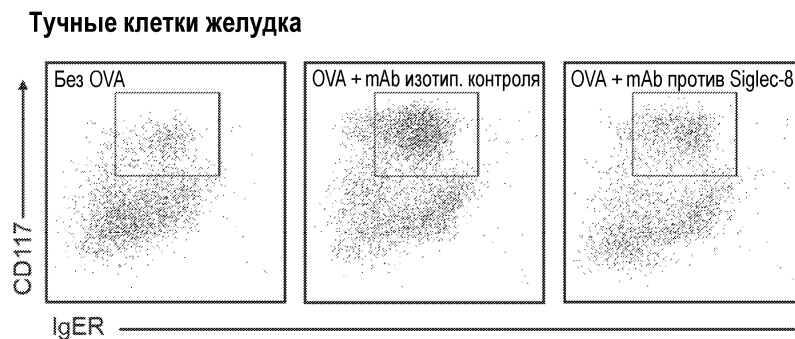 Тучные клетки желудка
Без OVA
OVA + mAb изотип. контроля
OVA + mAb против Siglec-8
CD117
IgER